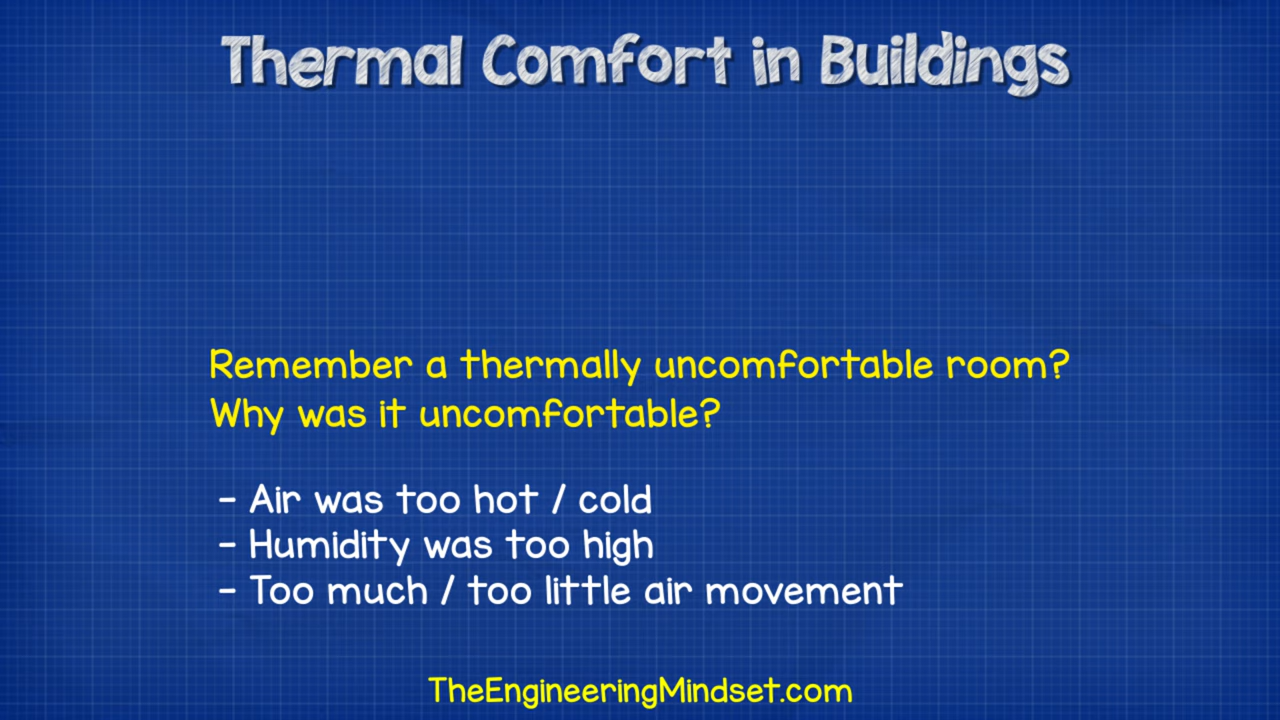 Thermal Comfort in Buildings
Remember a thermally uncomfortable room?
Why was it uncomfortable?
- Air was too hot / cold
- Humidity was too high
- Too much / too little air movement
TheEngineeringMindset.com